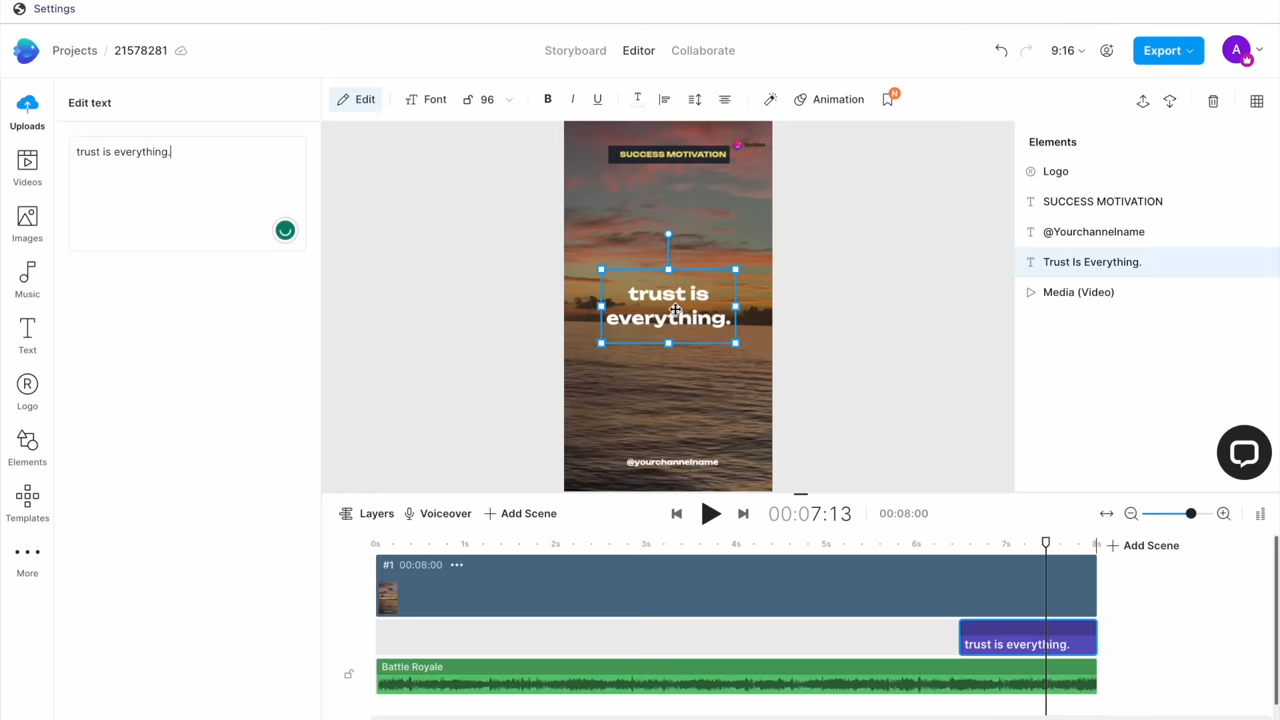 Settings
Projects / 21578281
Storyboard
Editor
Collaborate
9:16
Export
A
Uploads
Videos
Images
Music
Text
Logo
Elements
Templates
More
Edit text
trust is everything.
Edit
Font
96
B
I
U
T
Animation
N
SUCCESS MOTIVATION
trust is
everything.
@yourchannelname
Elements
Logo
SUCCESS MOTIVATION
@Yourchannelname
Trust Is Everything.
Media (Video)
Layers
Voiceover
Add Scene
00:07:13
00:08:00
0s 1s 2s 3s 4s 5s 6s 7s 8s
Add Scene
#1 00:08:00
trust is everything.
Battle Royale